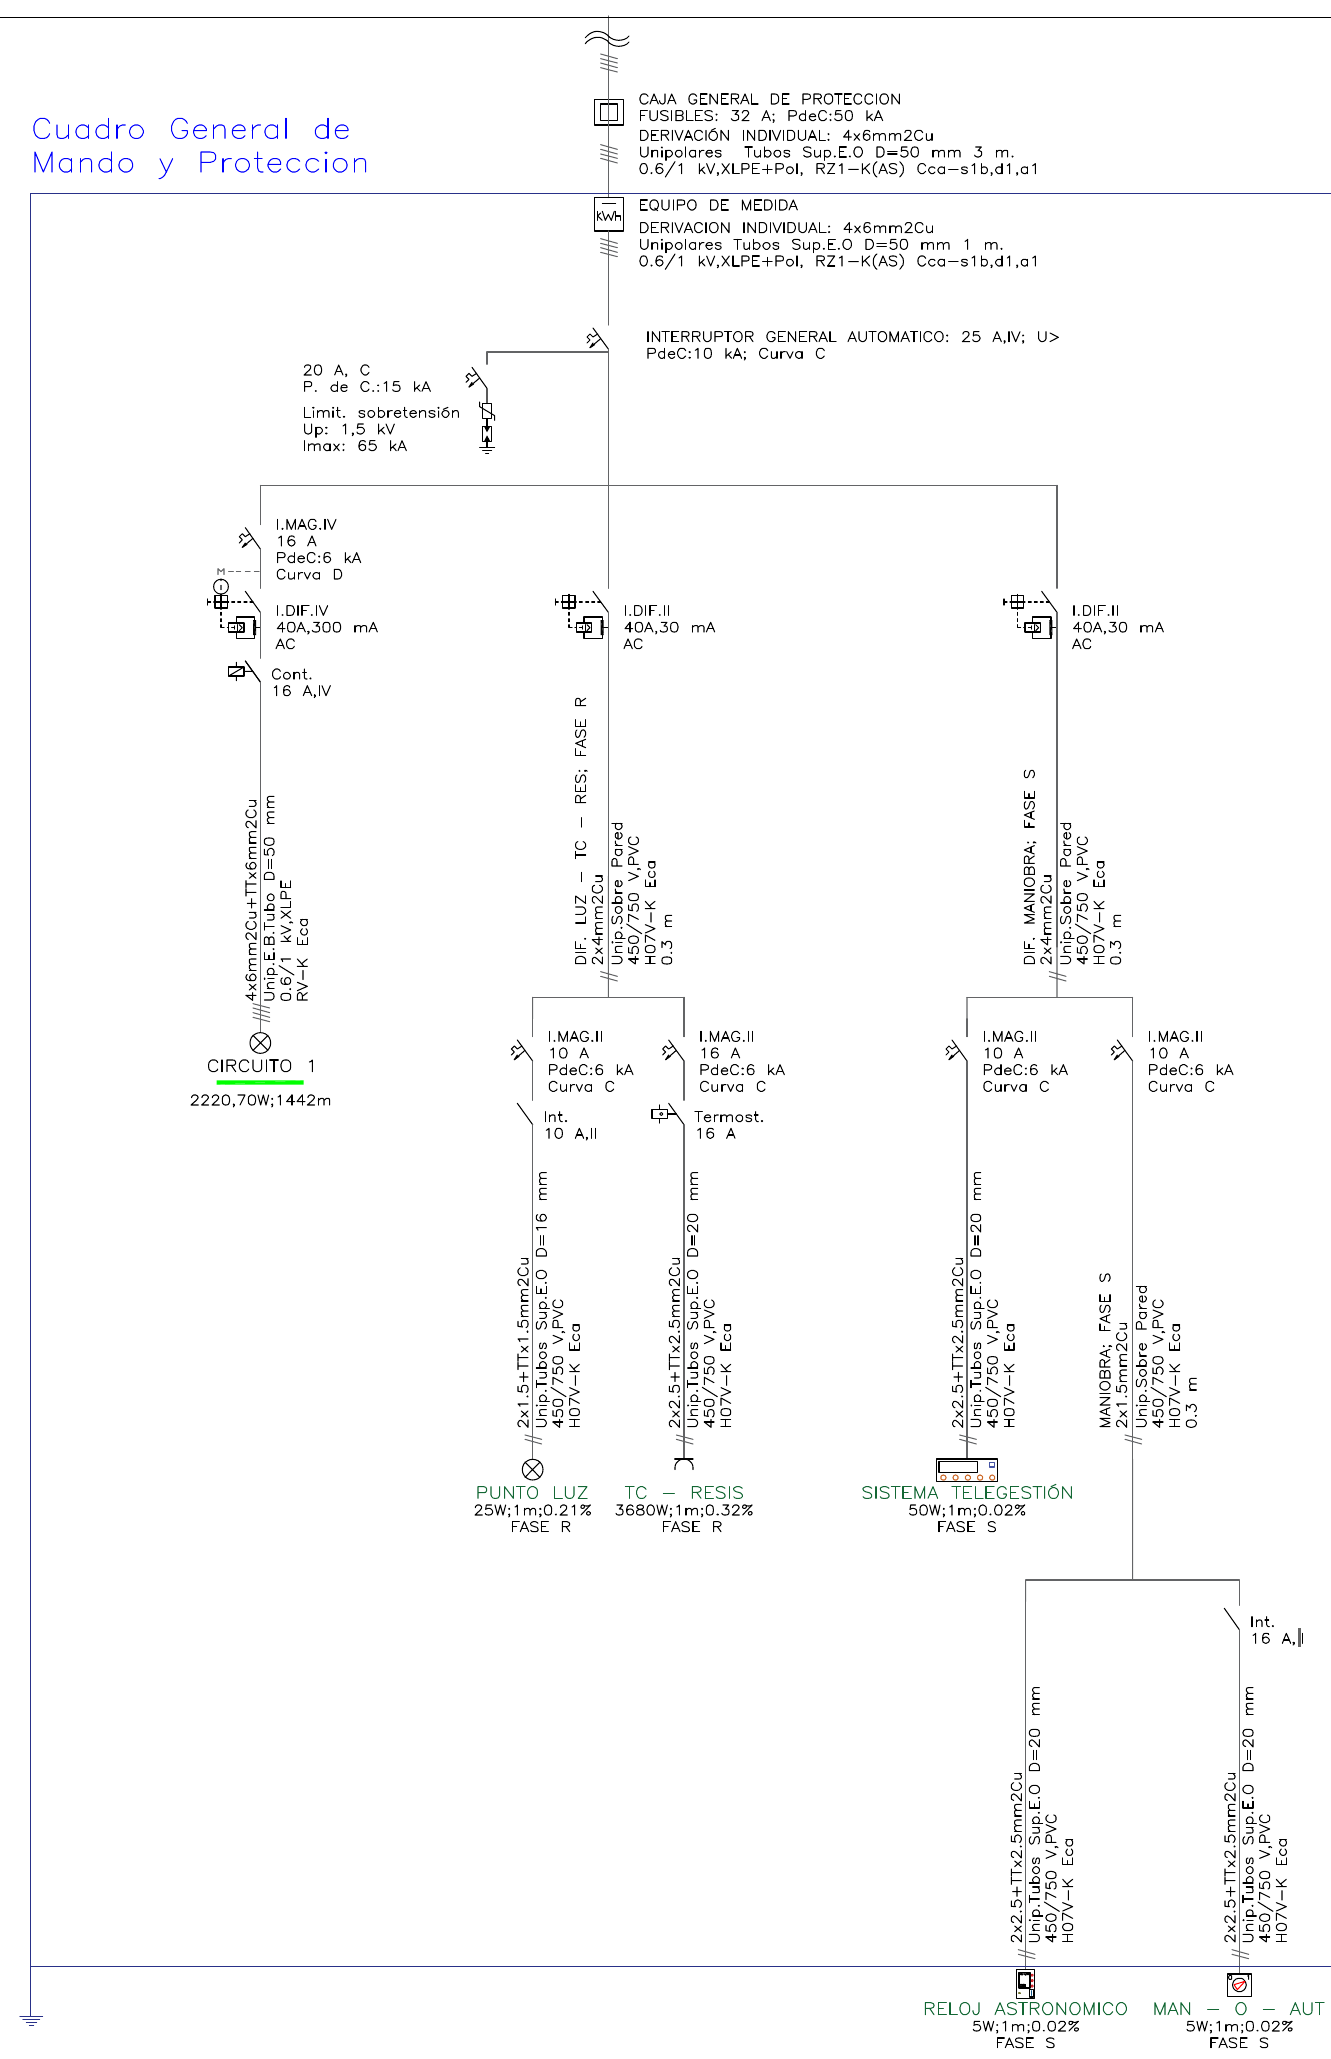 Cuadro General de
Mando y Proteccion
CAJA GENERAL DE PROTECCION
FUSIBLES: 32 A; PdeC:50 kA
DERIVACIÓN INDIVIDUAL: 4x6mm2Cu
Unipolares Tubos Sup.E.O D=50 mm 3 m.
0.6/1 kV,XLPE+Pol, RZ1-K(AS) Cca-s1b,d1,a1
KWh
EQUIPO DE MEDIDA
DERIVACION INDIVIDUAL: 4x6mm2Cu
Unipolares Tubos Sup.E.O D=50 mm 1 m.
0.6/1 kV,XLPE+Pol, RZ1-K(AS) Cca-s1b,d1,a1
INTERRUPTOR GENERAL AUTOMATICO: 25 A,IV; U>
PdeC:10 kA; Curva C
20 A, C
P. de C.:15 kA
Limit. sobretensión
Up: 1,5 kV
Imax: 65 kA
I.MAG.IV
16 A
PdeC:6 kA
Curva D
M
I.DIF.IV
40A,300 mA
AC
Cont.
16 A,IV
4x6mm2Cu+TTx6mm2Cu
Unip.E.B.Tubo D=50 mm
0.6/1 kV,XLPE
RV-K Eca
CIRCUITO 1
2220,70W;1442m
I.DIF.II
40A,30 mA
AC
DIF. LUZ - TC - RES; FASE R
2x4mm2Cu
Unip.Sobre Pared
450/750 V,PVC
H07V-K Eca
0.3 m
I.MAG.II
10 A
PdeC:6 kA
Curva C
Int.
10 A,II
2x1.5+TTx1.5mm2Cu
Unip.Tubos Sup.E.O D=16 mm
450/750 V,PVC
H07V-K Eca
PUNTO LUZ
25W;1m;0.21%
FASE R
I.MAG.II
16 A
PdeC:6 kA
Curva C
Termost.
16 A
2x2.5+TTx2.5mm2Cu
Unip.Tubos Sup.E.O D=20 mm
450/750 V,PVC
H07V-K Eca
TC - RESIS
3680W;1m;0.32%
FASE R
I.DIF.II
40A,30 mA
AC
DIF. MANIOBRA; FASE S
2x4mm2Cu
Unip.Sobre Pared
450/750 V,PVC
H07V-K Eca
0.3 m
I.MAG.II
10 A
PdeC:6 kA
Curva C
2x2.5+TTx2.5mm2Cu
Unip.Tubos Sup.E.O D=20 mm
450/750 V,PVC
H07V-K Eca
SISTEMA TELEGESTIÓN
50W;1m;0.02%
FASE S
I.MAG.II
10 A
PdeC:6 kA
Curva C
MANIOBRA; FASE S
2x1.5mm2Cu
Unip.Sobre Pared
450/750 V,PVC
H07V-K Eca
0.3 m
2x2.5+TTx2.5mm2Cu
Unip.Tubos Sup.E.O D=20 mm
450/750 V,PVC
H07V-K Eca
RELOJ ASTRONOMICO
5W;1m;0.02%
FASE S
Int.
16 A,II
2x2.5+TTx2.5mm2Cu
Unip.Tubos Sup.E.O D=20 mm
450/750 V,PVC
H07V-K Eca
MAN - O - AUT
5W;1m;0.02%
FASE S